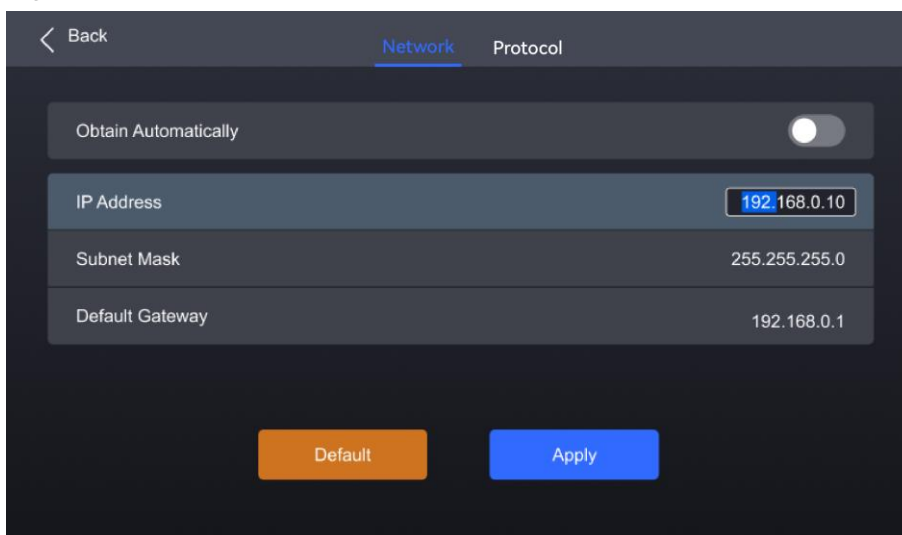 Back
Network Protocol
Obtain Automatically
IP Address 192.168.0.10
Subnet Mask 255.255.255.0
Default Gateway 192.168.0.1
Default Apply